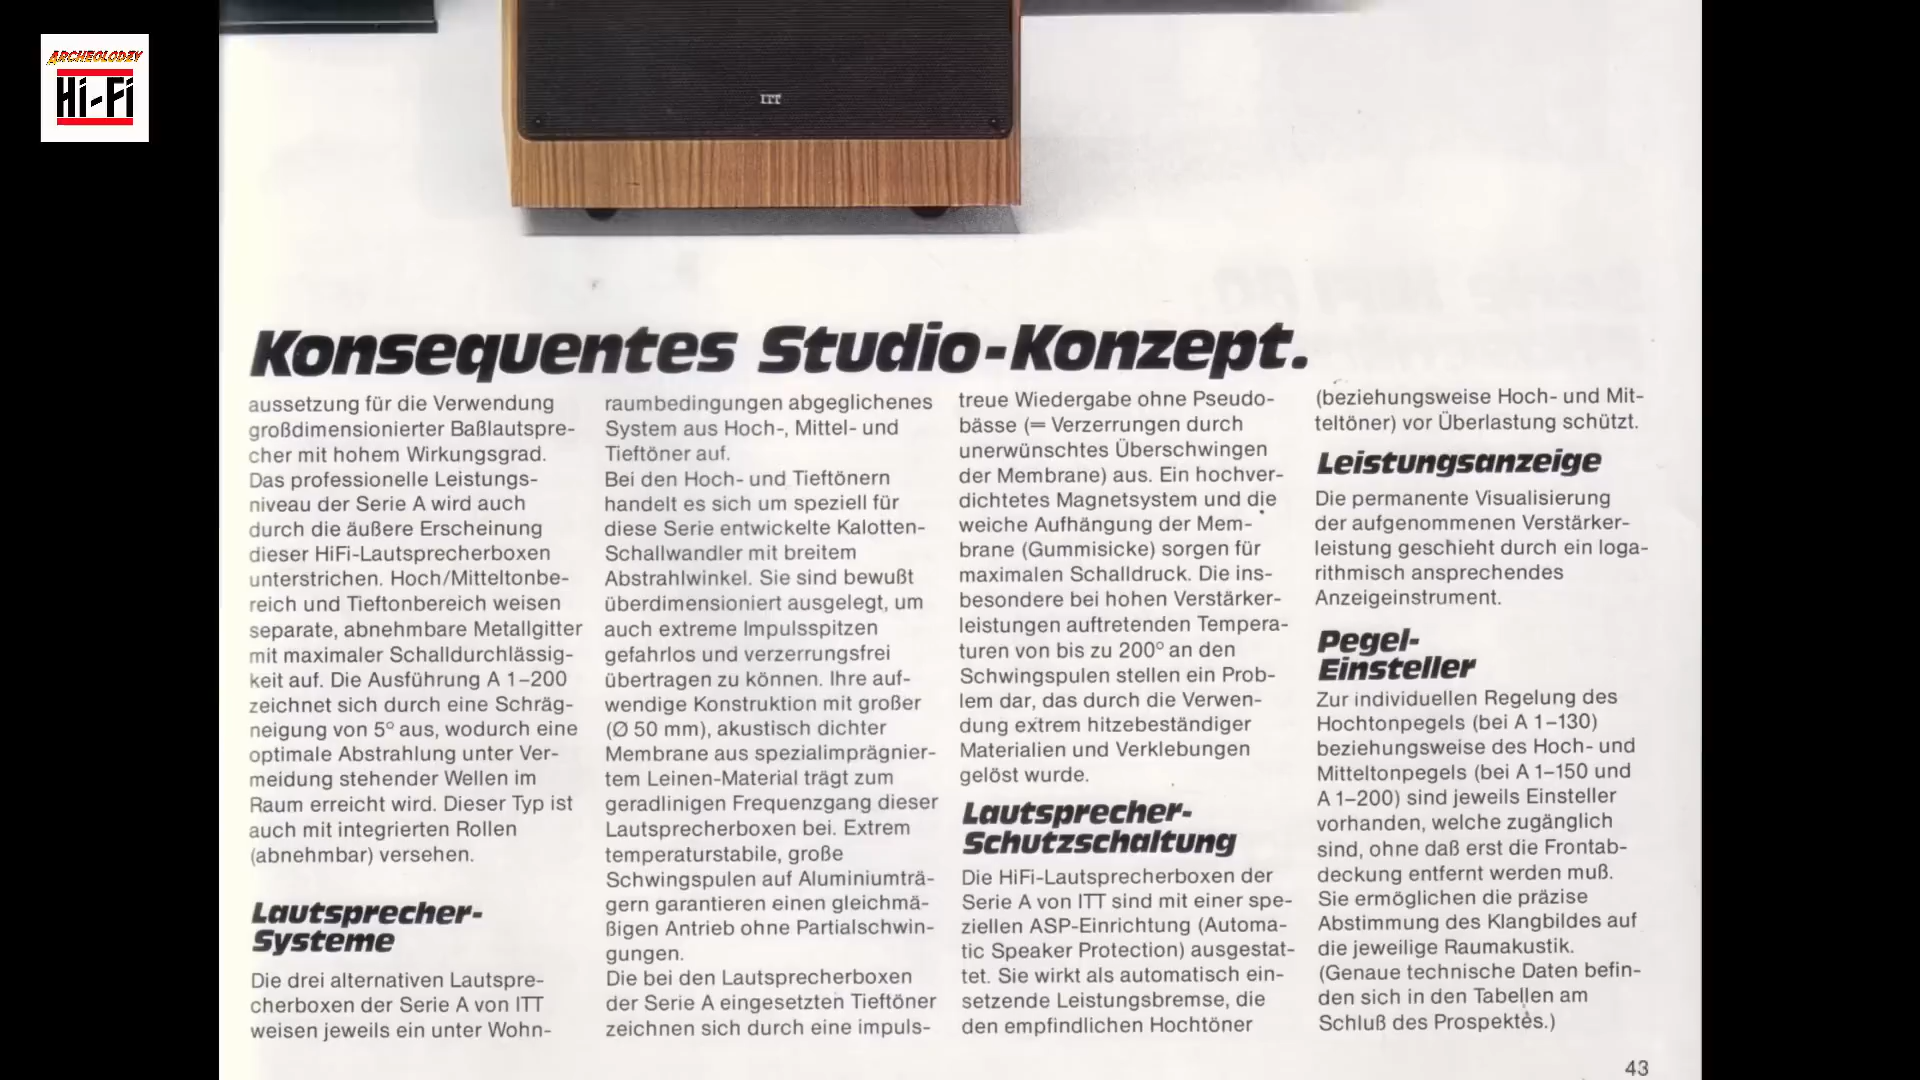 ARCHEOLODZY
Hi-Fi
ITT
Konsequentes Studio-Konzept.
aussetzung für die Verwendung
großdimensionierter Baßlautspre-
cher mit hohem Wirkungsgrad.
Das professionelle Leistungs-
niveau der Serie A wird auch
durch die äußere Erscheinung
dieser HiFi-Lautsprecherboxen
unterstrichen. Hoch/Mitteltonbe-
reich und Tieftonbereich weisen
separate, abnehmbare Metallgitter
mit maximaler Schalldurchlässig-
keit auf. Die Ausführung A 1–200
zeichnet sich durch eine Schräg-
neigung von 5° aus, wodurch eine
optimale Abstrahlung unter Ver-
meidung stehender Wellen im
Raum erreicht wird. Dieser Typ ist
auch mit integrierten Rollen
(abnehmbar) versehen.
Lautsprecher-
Systeme
Die drei alternativen Lautspre-
cherboxen der Serie A von ITT
weisen jeweils ein unter Wohn-
raumbedingungen abgeglichenes
System aus Hoch-, Mittel- und
Tieftöner auf.
Bei den Hoch- und Tieftönern
handelt es sich um speziell für
diese Serie entwickelte Kalotten-
Schallwandler mit breitem
Abstrahlwinkel. Sie sind bewußt
überdimensioniert ausgelegt, um
auch extreme Impulsspitzen
gefahrlos und verzerrungsfrei
übertragen zu können. Ihre auf-
wendige Konstruktion mit großer
(Ø 50 mm), akustisch dichter
Membrane aus spezialimprägnier-
tem Leinen-Material trägt zum
geradlinigen Frequenzgang dieser
Lautsprecherboxen bei. Extrem
temperaturstabile, große
Schwingspulen auf Aluminiumträ-
gern garantieren einen gleichmä-
ßigen Antrieb ohne Partialschwin-
gungen.
Die bei den Lautsprecherboxen
der Serie A eingesetzten Tieftöner
zeichnen sich durch eine impuls-
treue Wiedergabe ohne Pseudo-
bässe (= Verzerrungen durch
unerwünschtes Überschwingen
der Membrane) aus. Ein hochver-
dichtetes Magnetsystem und die
weiche Aufhängung der Mem-
brane (Gummisicke) sorgen für
maximalen Schalldruck. Die ins-
besondere bei hohen Verstärker-
leistungen auftretenden Tempera-
turen von bis zu 200° an den
Schwingspulen stellen ein Prob-
lem dar, das durch die Verwen-
dung extrem hitzebeständiger
Materialien und Verklebungen
gelöst wurde.
Lautsprecher-
Schutzschaltung
Die HiFi-Lautsprecherboxen der
Serie A von ITT sind mit einer spe-
ziellen ASP-Einrichtung (Automa-
tic Speaker Protection) ausgestat-
tet. Sie wirkt als automatisch ein-
setzende Leistungsbremse, die
den empfindlichen Hochtöner
(beziehungsweise Hoch- und Mit-
teltöner) vor Überlastung schützt.
Leistungsanzeige
Die permanente Visualisierung
der aufgenommenen Verstärker-
leistung geschieht durch ein loga-
rithmisch ansprechendes
Anzeigeinstrument.
Pegel-
Einsteller
Zur individuellen Regelung des
Hochtonpegels (bei A 1–130)
beziehungsweise des Hoch- und
Mitteltonpegels (bei A 1–150 und
A 1–200) sind jeweils Einsteller
vorhanden, welche zugänglich
sind, ohne daß erst die Frontab-
deckung entfernt werden muß.
Sie ermöglichen die präzise
Abstimmung des Klangbildes auf
die jeweilige Raumakustik.
(Genaue technische Daten befin-
den sich in den Tabellen am
Schluß des Prospektes.)
43